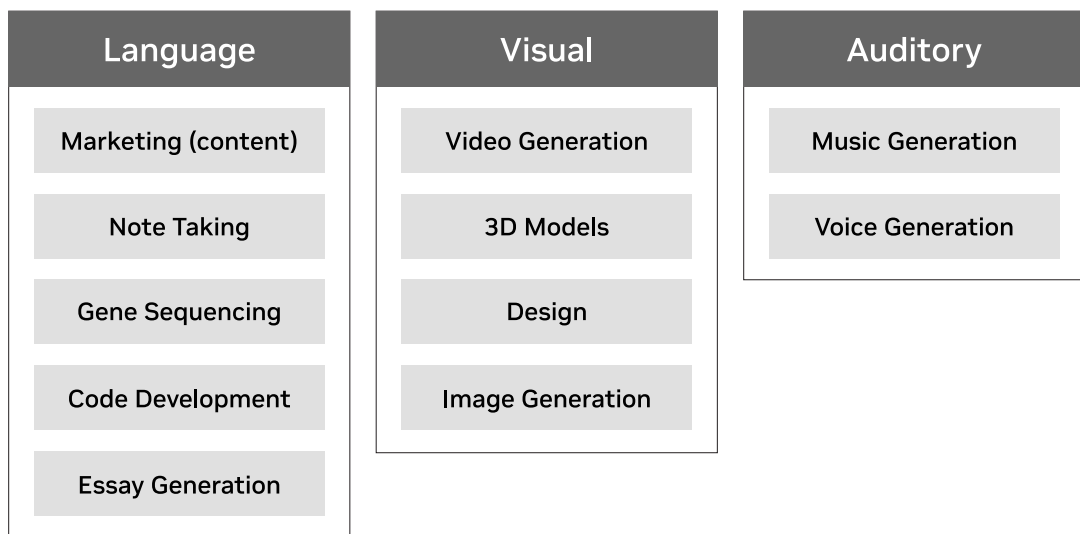 Language
Marketing (content)
Note Taking
Gene Sequencing
Code Development
Essay Generation
Visual
Video Generation
3D Models
Design
Image Generation
Auditory
Music Generation
Voice Generation